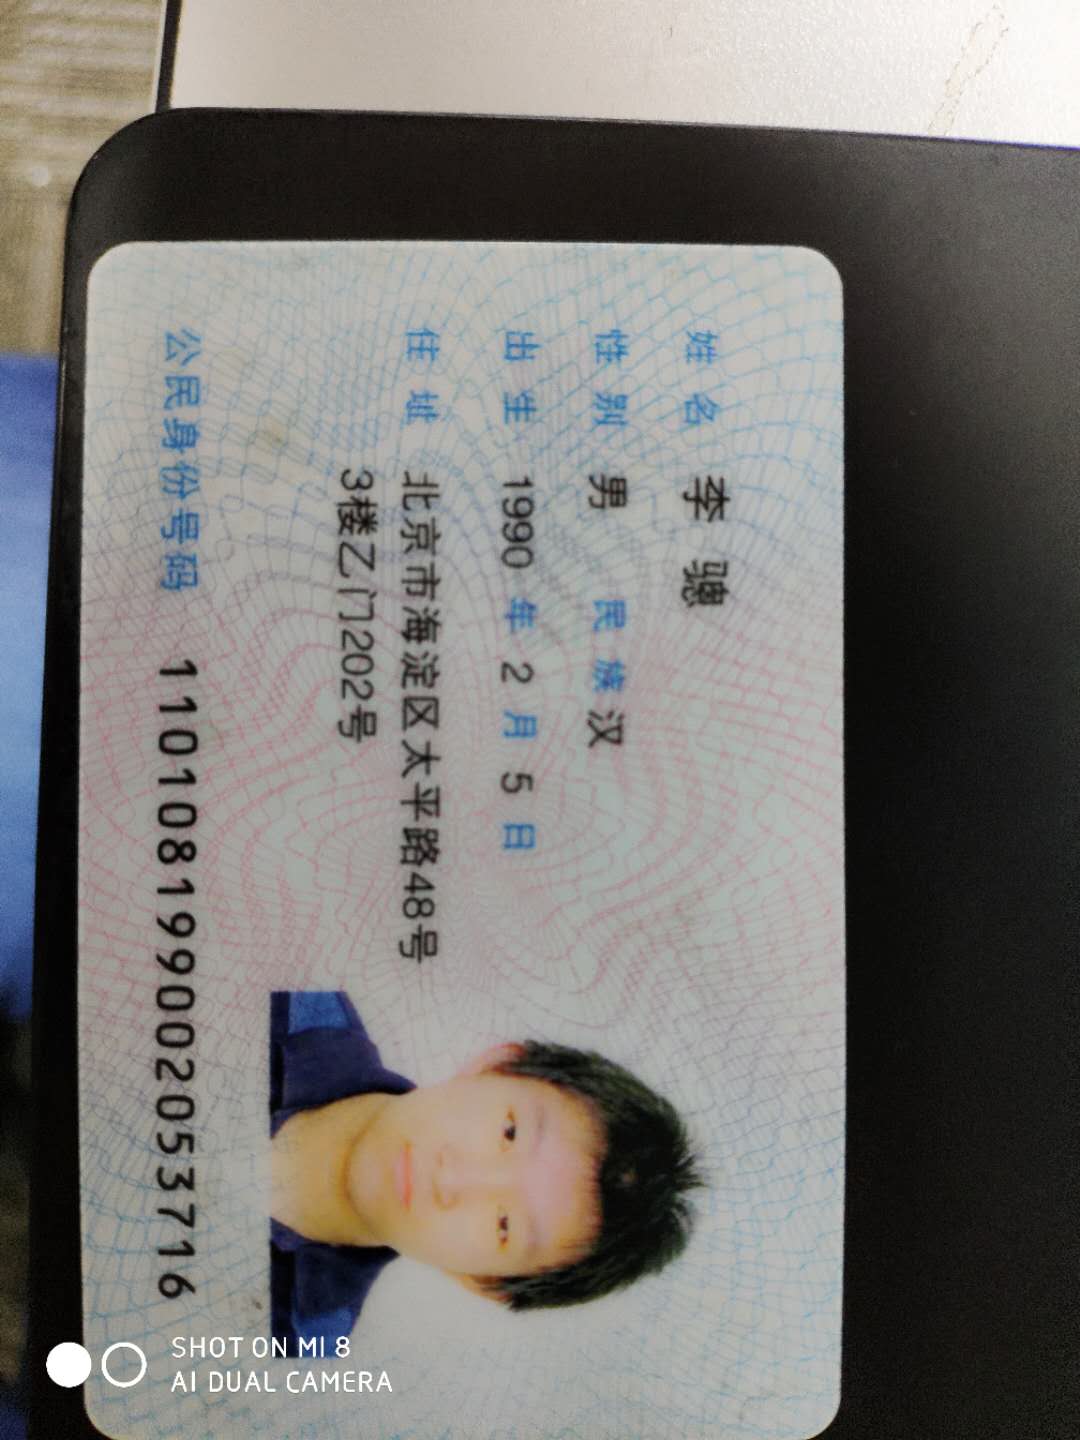 姓名 李骢
性别 男 民族 汉
出生 1990 年 2 月 5 日
住址 北京市海淀区太平路48号
3楼乙门202号
公民身份号码 110108199002053716
SHOT ON MI 8
AI DUAL CAMERA